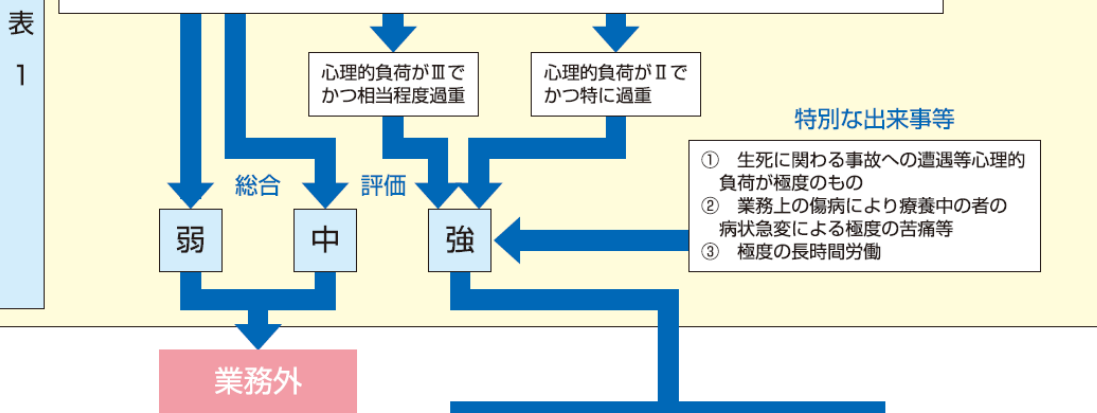 表
1
心理的負荷がⅢで
かつ相当程度過重
心理的負荷がⅡで
かつ特に過重
特別な出来事等
① 生死に関わる事故への遭遇等心理的
負荷が極度のもの
② 業務上の傷病により療養中の者の
病状急変による極度の苦痛等
③ 極度の長時間労働
総合 評価
弱 中 強
業務外